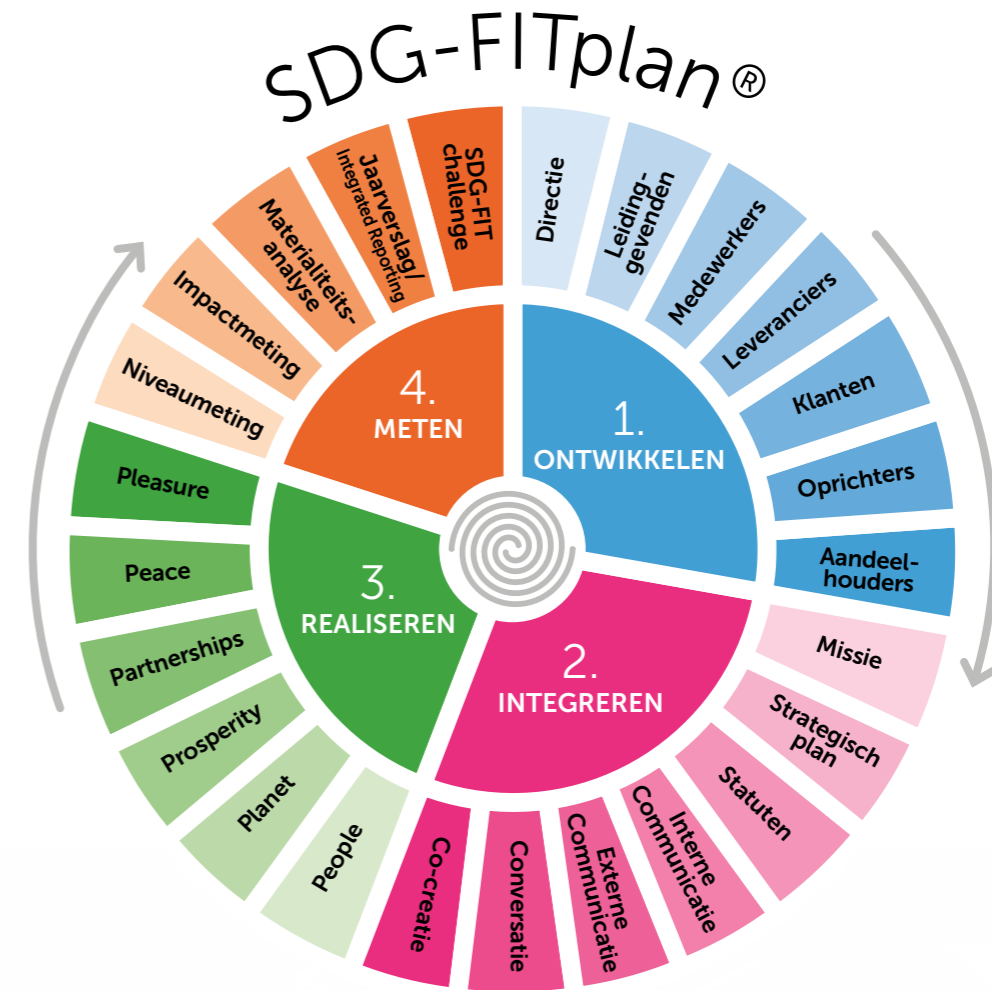 SDG-FITplan®
Directie
Leiding-
gevenden
Medewerkers
Leveranciers
Klanten
Oprichters
Aandeel-
houders
Missie
Strategisch
plan
Statuten
Interne
Communicatie
Externe
Communicatie
Conversatie
Co-creatie
People
Planet
Prosperity
Partnerships
Peace
Pleasure
Niveaumeting
Impactmeting
Materialiteits-
analyse
Jaarverslag/
Integrated Reporting
SDG-FIT
challenge
1.
ONTWIKKELEN
2.
INTEGREREN
3.
REALISEREN
4.
METEN